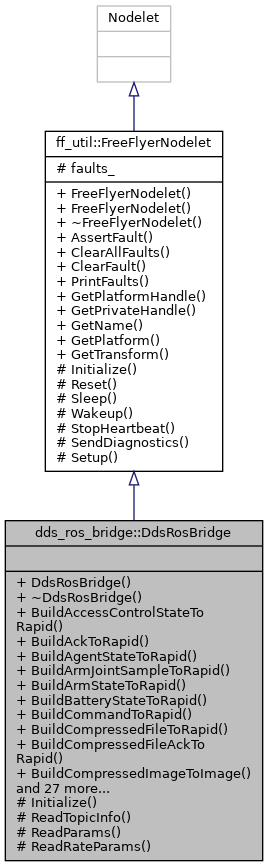 Nodelet
ff_util::FreeFlyerNodelet
# faults_
+ FreeFlyerNodelet()
+ FreeFlyerNodelet()
+ ~FreeFlyerNodelet()
+ AssertFault()
+ ClearAllFaults()
+ ClearFault()
+ PrintFaults()
+ GetPlatformHandle()
+ GetPrivateHandle()
+ GetName()
+ GetPlatform()
+ GetTransform()
# Initialize()
# Reset()
# Sleep()
# Wakeup()
# StopHeartbeat()
# SendDiagnostics()
# Setup()
dds_ros_bridge::DdsRosBridge
+ DdsRosBridge()
+ ~DdsRosBridge()
+ BuildAccessControlStateTo
Rapid()
+ BuildAckToRapid()
+ BuildAgentStateToRapid()
+ BuildArmJointSampleToRapid()
+ BuildArmStateToRapid()
+ BuildBatteryStateToRapid()
+ BuildCommandToRapid()
+ BuildCompressedFileToRapid()
+ BuildCompressedFileAckTo
Rapid()
+ BuildCompressedImageToImage()
and 27 more...
# Initialize()
# ReadTopicInfo()
# ReadParams()
# ReadRateParams()